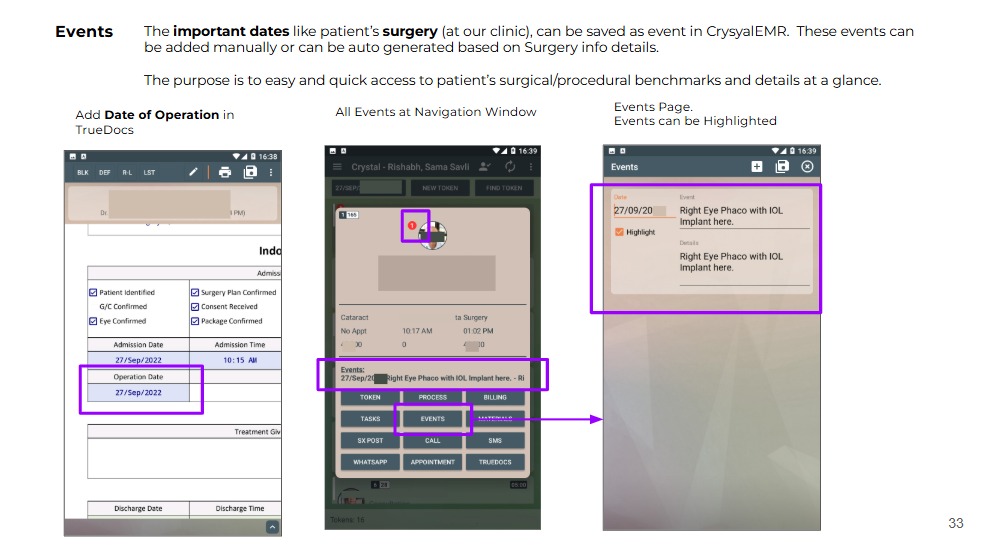 Events
The important dates like patient's surgery (at our clinic), can be saved as event in CrysyalEMR. These events can
be added manually or can be auto generated based on Surgery info details.
The purpose is to easy and quick access to patient's surgical/procedural benchmarks and details at a glance.
Add Date of Operation in
TrueDocs
16:38
BLK DEF R-L LST
PM)
Indo
Admiss
Patient Identified Surgery Plan Confirmed
G/C Confirmed Consent Received
Eye Confirmed Package Confirmed
Admission Date Admission Time
27/Sep/2022 10:15 AM
Operation Date
27/Sep/2022
Treatment Giv
Discharge Date Discharge Time
All Events at Navigation Window
16:39
Crystal - Rishabh, Sama Savli
27/SEP/ NEW TOKEN FIND TOKEN
1 165
1
Cataract ta Surgery
No Appt 10:17 AM 01:02 PM
0
Events:
27/Sep/20 Right Eye Phaco with IOL Implant here. - Ri
TOKEN PROCESS BILLING
TASKS EVENTS MATERIALS
SX POST CALL SMS
WHATSAPP APPOINTMENT TRUEDOCS
6 28 00:00
Tokens: 16
Events Page.
Events can be Highlighted
16:39
Events
Date Event
27/09/20 Right Eye Phaco with IOL
Implant here.
Highlight
Details
Right Eye Phaco with IOL
Implant here.
33